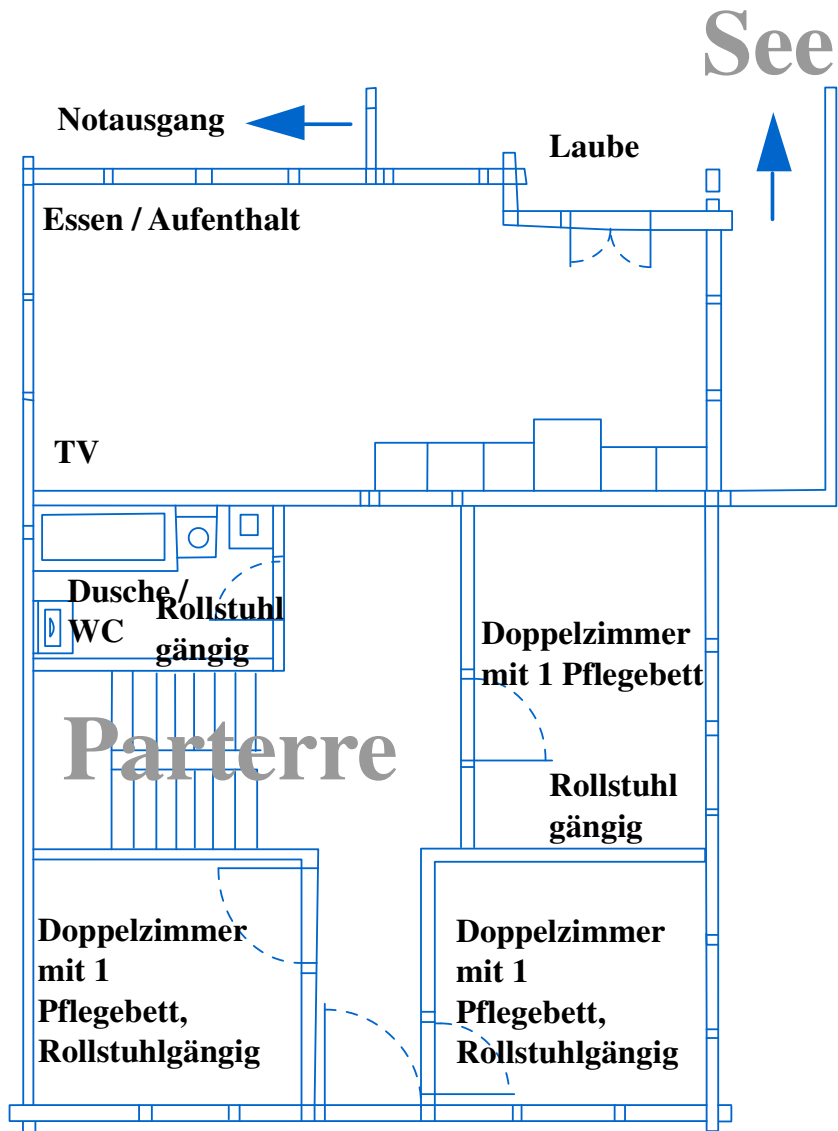 See
Notausgang
Laube
Essen / Aufenthalt
TV
Dusche /
WC
Rollstuhl
gängig
Doppelzimmer
mit 1 Pflegebett
Rollstuhl
gängig
Parterre
Doppelzimmer
mit 1
Pflegebett,
Rollstuhlgängig
Doppelzimmer
mit 1
Pflegebett,
Rollstuhlgängig